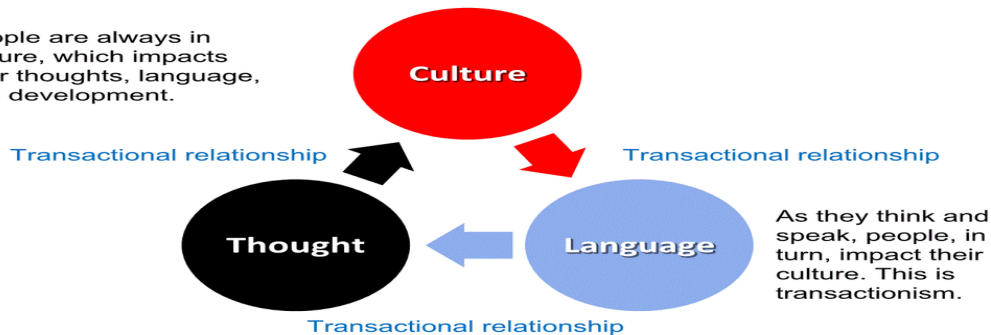 ople are always in
ure, which impacts
r thoughts, language,
development.
Culture
Transactional relationship
Transactional relationship
Thought
Language
As they think and
speak, people, in
turn, impact their
culture. This is
transactionism.
Transactional relationship